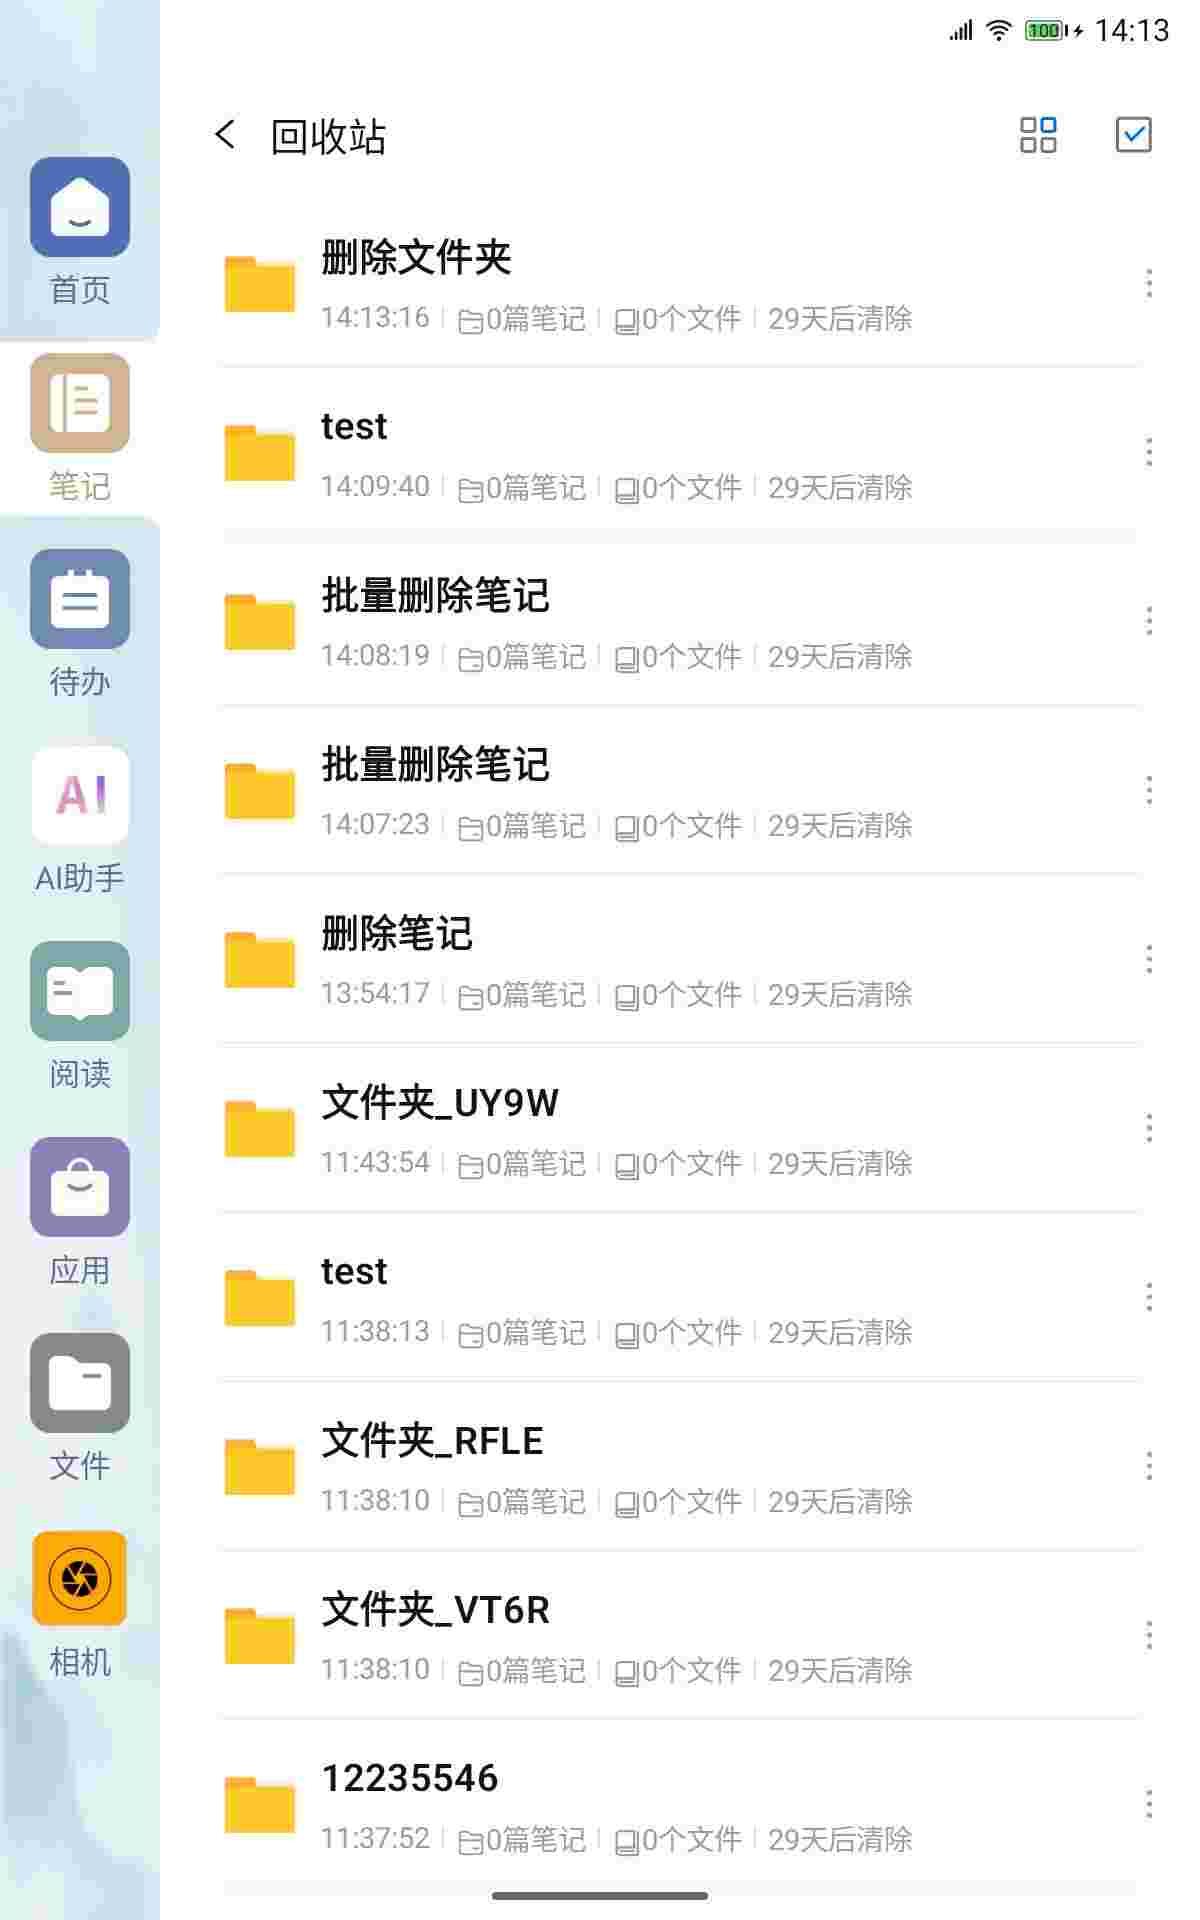 100 14:13
回收站
首页
笔记
待办
AI
AI助手
阅读
应用
文件
相机
删除文件夹
14:13:16 0篇笔记 0个文件 29天后清除
test
14:09:40 0篇笔记 0个文件 29天后清除
批量删除笔记
14:08:19 0篇笔记 0个文件 29天后清除
批量删除笔记
14:07:23 0篇笔记 0个文件 29天后清除
删除笔记
13:54:17 0篇笔记 0个文件 29天后清除
文件夹_UY9W
11:43:54 0篇笔记 0个文件 29天后清除
test
11:38:13 0篇笔记 0个文件 29天后清除
文件夹_RFLE
11:38:10 0篇笔记 0个文件 29天后清除
文件夹_VT6R
11:38:10 0篇笔记 0个文件 29天后清除
12235546
11:37:52 0篇笔记 0个文件 29天后清除